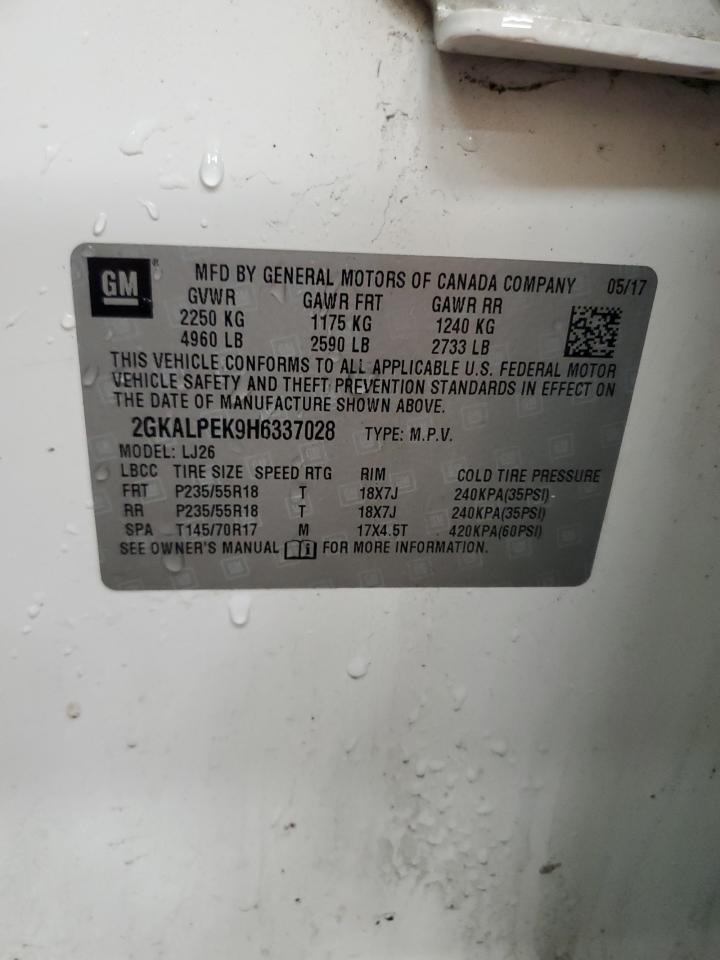 GM ®
MFD BY GENERAL MOTORS OF CANADA COMPANY 05/17
GVWR GAWR FRT GAWR RR
2250 KG 1175 KG 1240 KG
4960 LB 2590 LB 2733 LB
THIS VEHICLE CONFORMS TO ALL APPLICABLE U.S. FEDERAL MOTOR
VEHICLE SAFETY AND THEFT PREVENTION STANDARDS IN EFFECT ON
THE DATE OF MANUFACTURE SHOWN ABOVE.
2GKALPEK9H6337028 TYPE: M.P.V.
MODEL: LJ26
LBCC TIRE SIZE SPEED RTG RIM COLD TIRE PRESSURE
FRT P235/55R18 T 18X7J 240KPA(35PSI)
RR P235/55R18 T 18X7J 240KPA(35PSI)
SPA T145/70R17 M 17X4.5T 420KPA(60PSI)
SEE OWNER'S MANUAL i FOR MORE INFORMATION.